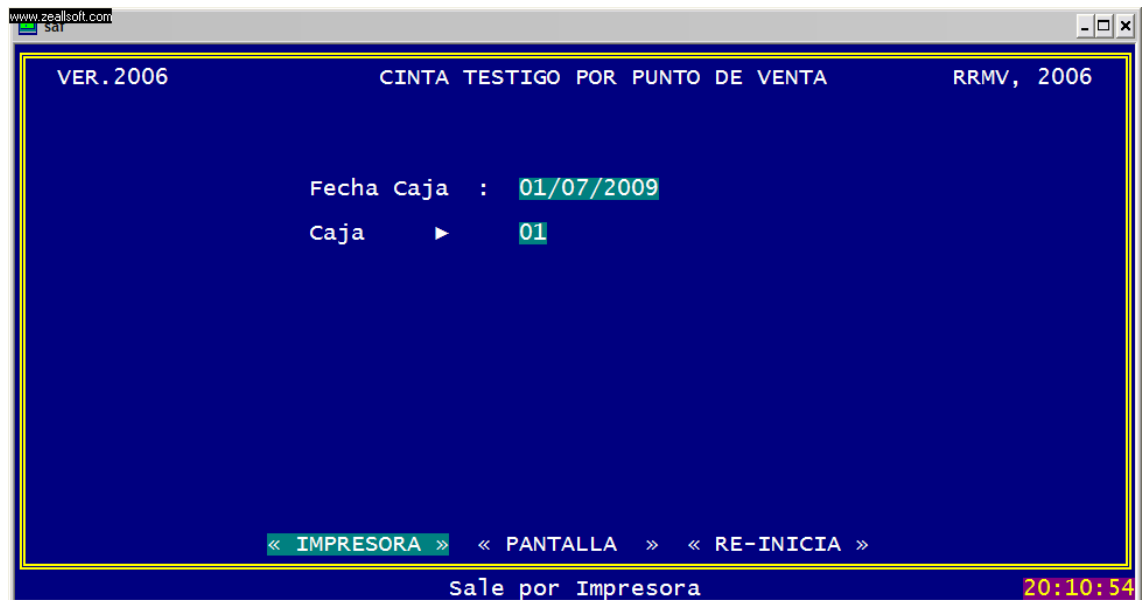 www.zeallsoft.com
sar
VER.2006 CINTA TESTIGO POR PUNTO DE VENTA RRMV, 2006
Fecha Caja : 01/07/2009
Caja ► 01
« IMPRESORA » « PANTALLA » « RE-INICIA »
Sale por Impresora 20:10:54